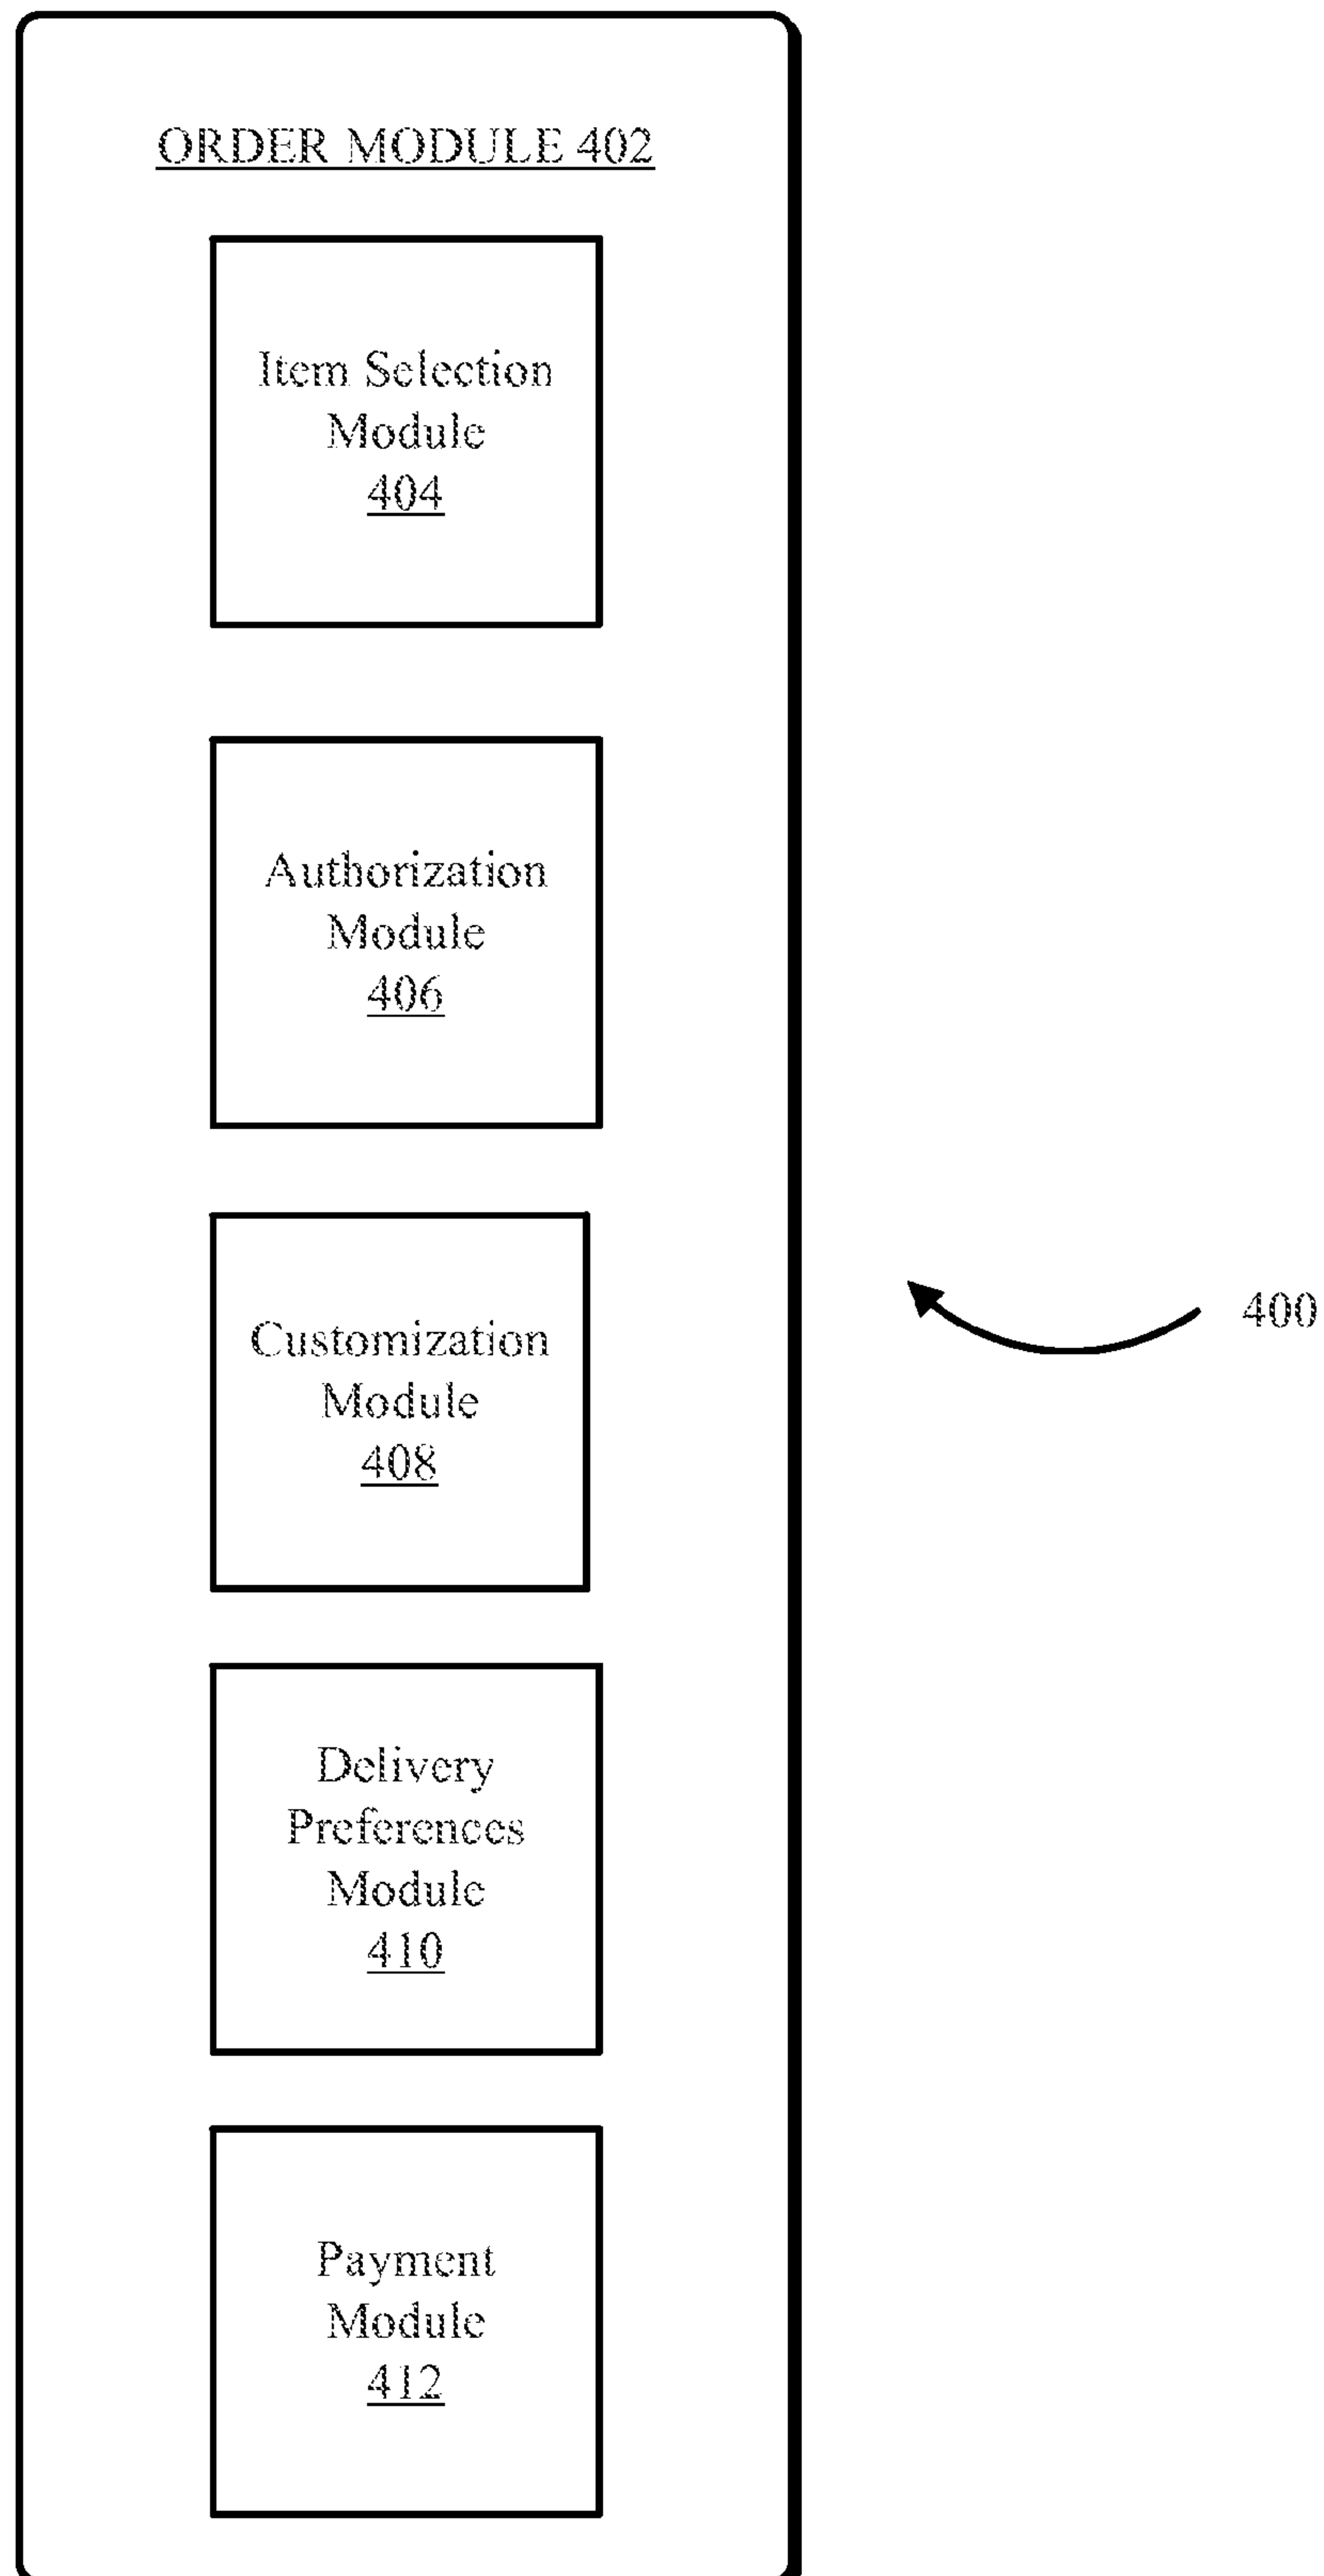 ORDER MODULE 402
Item Selection
Module
404
Authorization
Module
406
Customization
Module
408
400
Delivery
Preferences
Module
410
Payment
Module
412